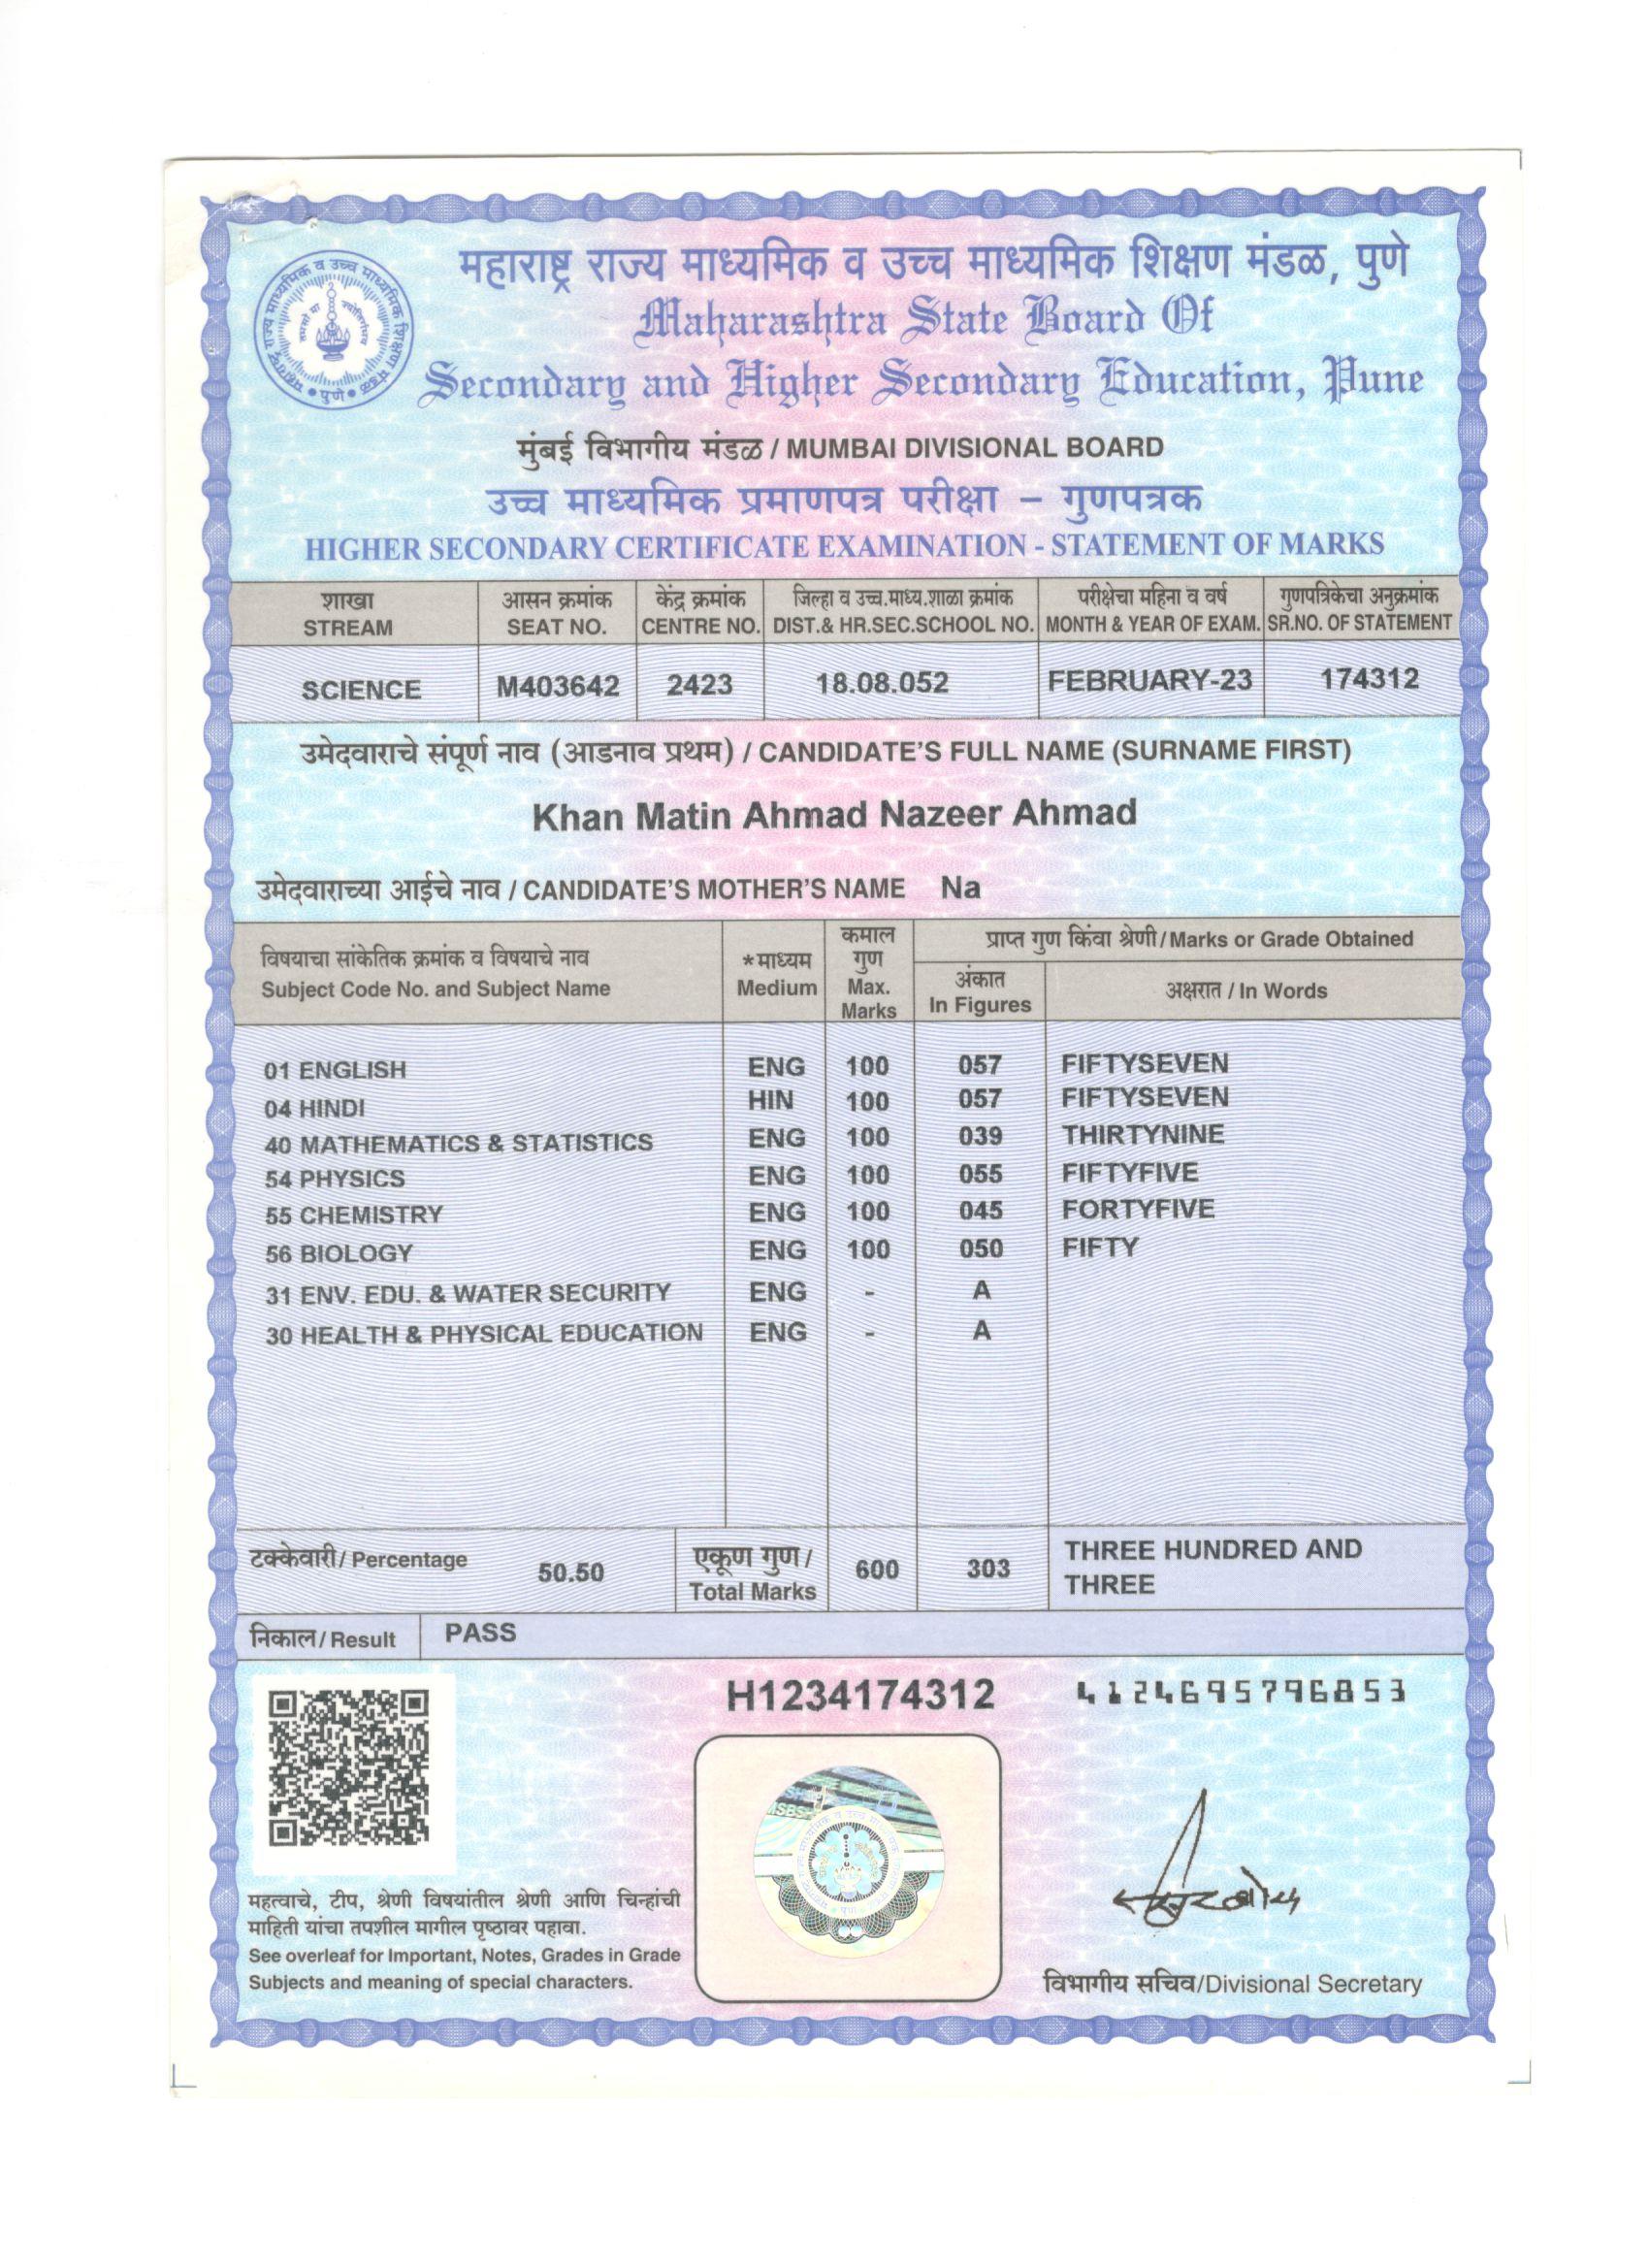 महाराष्ट्र राज्य माध्यमिक व उच्च माध्यमिक शिक्षण मंडळ, पुणे
Maharashtra State Board Of
Secondary and Higher Secondary Education, Pune
मुंबई विभागीय मंडळ / MUMBAI DIVISIONAL BOARD
उच्च माध्यमिक प्रमाणपत्र परीक्षा – गुणपत्रक
HIGHER SECONDARY CERTIFICATE EXAMINATION - STATEMENT OF MARKS
शाखा आसन क्रमांक केंद्र क्रमांक जिल्हा व उच्च.माध्य.शाळा क्रमांक परीक्षेचा महिना व वर्ष गुणपत्रिकेचा अनुक्रमांक
STREAM SEAT NO. CENTRE NO. DIST.& HR.SEC.SCHOOL NO. MONTH & YEAR OF EXAM. SR.NO. OF STATEMENT
SCIENCE M403642 2423 18.08.052 FEBRUARY-23 174312
उमेदवाराचे संपूर्ण नाव (आडनाव प्रथम) / CANDIDATE'S FULL NAME (SURNAME FIRST)
Khan Matin Ahmad Nazeer Ahmad
उमेदवाराच्या आईचे नाव / CANDIDATE'S MOTHER'S NAME Na
विषयाचा सांकेतिक क्रमांक व विषयाचे नाव
Subject Code No. and Subject Name
*माध्यम
Medium
कमाल
गुण
Max.
Marks
प्राप्त गुण किंवा श्रेणी/Marks or Grade Obtained
अंकात
In Figures
अक्षरात / In Words
01 ENGLISH ENG 100 057 FIFTYSEVEN
04 HINDI HIN 100 057 FIFTYSEVEN
40 MATHEMATICS & STATISTICS ENG 100 039 THIRTYNINE
54 PHYSICS ENG 100 055 FIFTYFIVE
55 CHEMISTRY ENG 100 045 FORTYFIVE
56 BIOLOGY ENG 100 050 FIFTY
31 ENV. EDU. & WATER SECURITY ENG - A
30 HEALTH & PHYSICAL EDUCATION ENG - A
टक्केवारी/ Percentage 50.50
एकूण गुण/
Total Marks
600 303
THREE HUNDRED AND
THREE
निकाल/ Result PASS
H1234174312 4124695796853
महत्वाचे, टीप, श्रेणी विषयांतील श्रेणी आणि चिन्हांची
माहिती यांचा तपशील मागील पृष्ठावर पहावा.
See overleaf for Important, Notes, Grades in Grade
Subjects and meaning of special characters.
विभागीय सचिव/Divisional Secretary